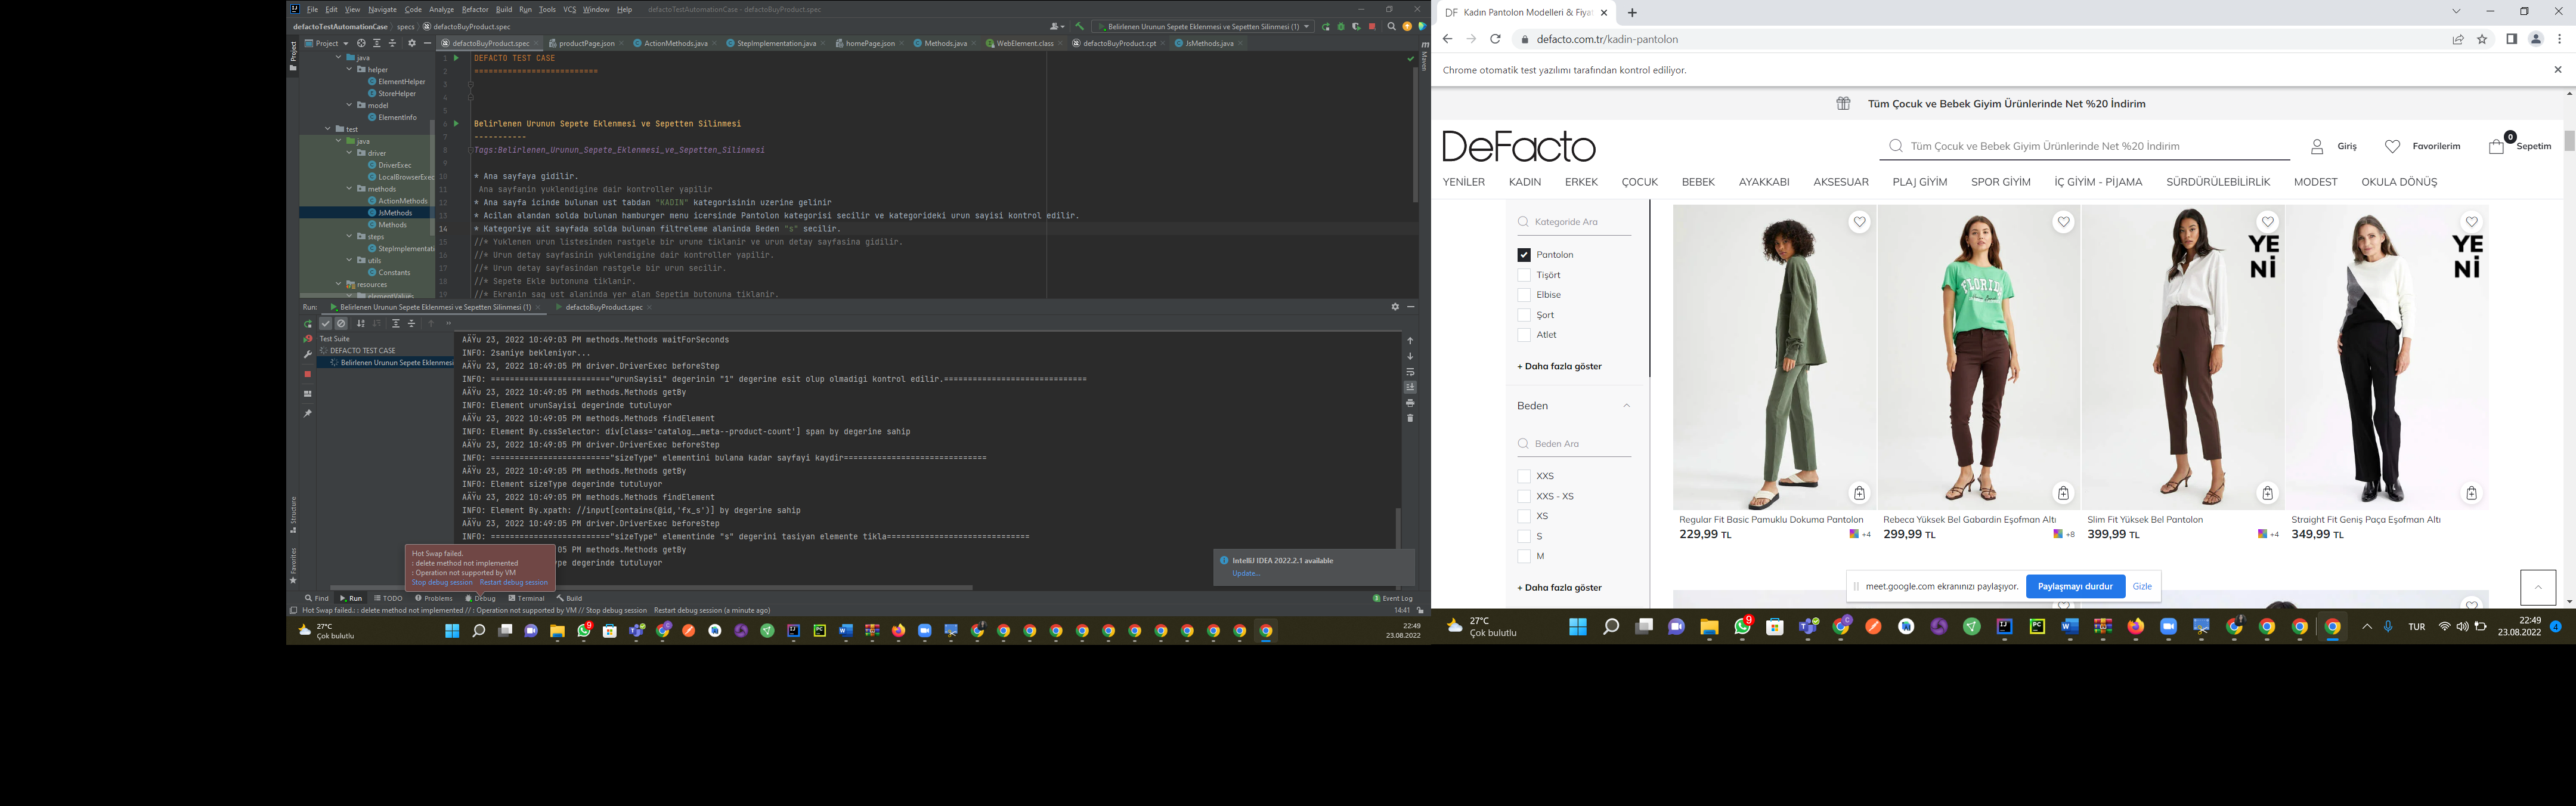 File Edit View Navigate Code Analyze Refactor Build Run Tools VCS Window Help defactoTestAutomationCase - defactoBuyProduct.spec
defactoTestAutomationCase specs defactoBuyProduct.spec
Belirlenen Urunun Sepete Eklenmesi ve Sepetten Silinmesi (1)
Project
defactoBuyProduct.spec productPage.json ActionMethods.java StepImplementation.java homePage.json Methods.java WebElement.class defactoBuyProduct.cpt JsMethods.java
Project
Maven
java
helper
ElementHelper
StoreHelper
model
ElementInfo
test
java
driver
DriverExec
LocalBrowserExec
methods
ActionMethods
JsMethods
Methods
steps
StepImplementati
utils
Constants
resources
elementValues
1 DEFACTO TEST CASE
2 ==========================
3
4
5
6 Belirlenen Urunun Sepete Eklenmesi ve Sepetten Silinmesi
7 -----------
8 Tags:Belirlenen_Urunun_Sepete_Eklenmesi_ve_Sepetten_Silinmesi
9
10 * Ana sayfaya gidilir.
11 Ana sayfanin yuklendigine dair kontroller yapilir
12 * Ana sayfa icinde bulunan ust tabdan "KADIN" kategorisinin uzerine gelinir
13 * Acilan alandan solda bulunan hamburger menu icersinde Pantolon kategorisi secilir ve kategorideki urun sayisi kontrol edilir.
14 * Kategoriye ait sayfada solda bulunan filtreleme alaninda Beden "s" secilir.
15 //* Yuklenen urun listesinden rastgele bir urune tiklanir ve urun detay sayfasina gidilir.
16 //* Urun detay sayfasinin yuklendigine dair kontroller yapilir.
17 //* Urun detay sayfasindan rastgele bir urun secilir.
18 //* Sepete Ekle butonuna tiklanir.
19 //* Ekranin sag ust alaninda yer alan Sepetim butonuna tiklanir.
Run: Belirlenen Urunun Sepete Eklenmesi ve Sepetten Silinmesi (1) defactoBuyProduct.spec
Test Suite
DEFACTO TEST CASE
Belirlenen Urunun Sepete Eklenmesi
AÄŸu 23, 2022 10:49:03 PM methods.Methods waitForSeconds
INFO: 2saniye bekleniyor...
AÄŸu 23, 2022 10:49:05 PM driver.DriverExec beforeStep
INFO: ========================="urunSayisi" degerinin "1" degerine esit olup olmadigi kontrol edilir.==============================
AÄŸu 23, 2022 10:49:05 PM methods.Methods getBy
INFO: Element urunSayisi degerinde tutuluyor
AÄŸu 23, 2022 10:49:05 PM methods.Methods findElement
INFO: Element By.cssSelector: div[class='catalog__meta--product-count'] span by degerine sahip
AÄŸu 23, 2022 10:49:05 PM driver.DriverExec beforeStep
INFO: ========================="sizeType" elementini bulana kadar sayfayi kaydir==============================
AÄŸu 23, 2022 10:49:05 PM methods.Methods getBy
INFO: Element sizeType degerinde tutuluyor
AÄŸu 23, 2022 10:49:05 PM methods.Methods findElement
INFO: Element By.xpath: //input[contains(@id,'fx_s')] by degerine sahip
AÄŸu 23, 2022 10:49:05 PM driver.DriverExec beforeStep
INFO: ========================="sizeType" elementinde "s" degerini tasiyan elemente tikla==============================
:05 PM methods.Methods getBy
pe degerinde tutuluyor
Hot Swap failed.
: delete method not implemented
: Operation not supported by VM
Stop debug session Restart debug session
IntelliJ IDEA 2022.2.1 available
Update...
Structure
Favorites
Find Run TODO Problems Debug Terminal Build
3 Event Log
Hot Swap failed.: : delete method not implemented // : Operation not supported by VM // Stop debug session Restart debug session (a minute ago)
14:41
27°C
Çok bulutlu
9
22:49
23.08.2022
DF Kadın Pantolon Modelleri & Fiya
defacto.com.tr/kadin-pantolon
Chrome otomatik test yazılımı tarafından kontrol ediliyor.
Tüm Çocuk ve Bebek Giyim Ürünlerinde Net %20 İndirim
DeFacto
Tüm Çocuk ve Bebek Giyim Ürünlerinde Net %20 İndirim
Giriş
Favorilerim
0
Sepetim
YENİLER KADIN ERKEK ÇOCUK BEBEK AYAKKABI AKSESUAR PLAJ GİYİM SPOR GİYİM İÇ GİYİM - PİJAMA SÜRDÜRÜLEBİLİRLİK MODEST OKULA DÖNÜŞ
Kategoride Ara
Pantolon
Tişört
Elbise
Şort
Atlet
+ Daha fazla göster
Beden
Beden Ara
XXS
XXS - XS
XS
S
M
+ Daha fazla göster
FLORIDA
YENİ
YENİ
Regular Fit Basic Pamuklu Dokuma Pantolon
229,99 TL
+4
Rebeca Yüksek Bel Gabardin Eşofman Altı
299,99 TL
+8
Slim Fit Yüksek Bel Pantolon
399,99 TL
+4
Straight Fit Geniş Paça Eşofman Altı
349,99 TL
meet.google.com ekranınızı paylaşıyor. Paylaşmayı durdur Gizle
27°C
Çok bulutlu
9
TUR
22:49
23.08.2022
4